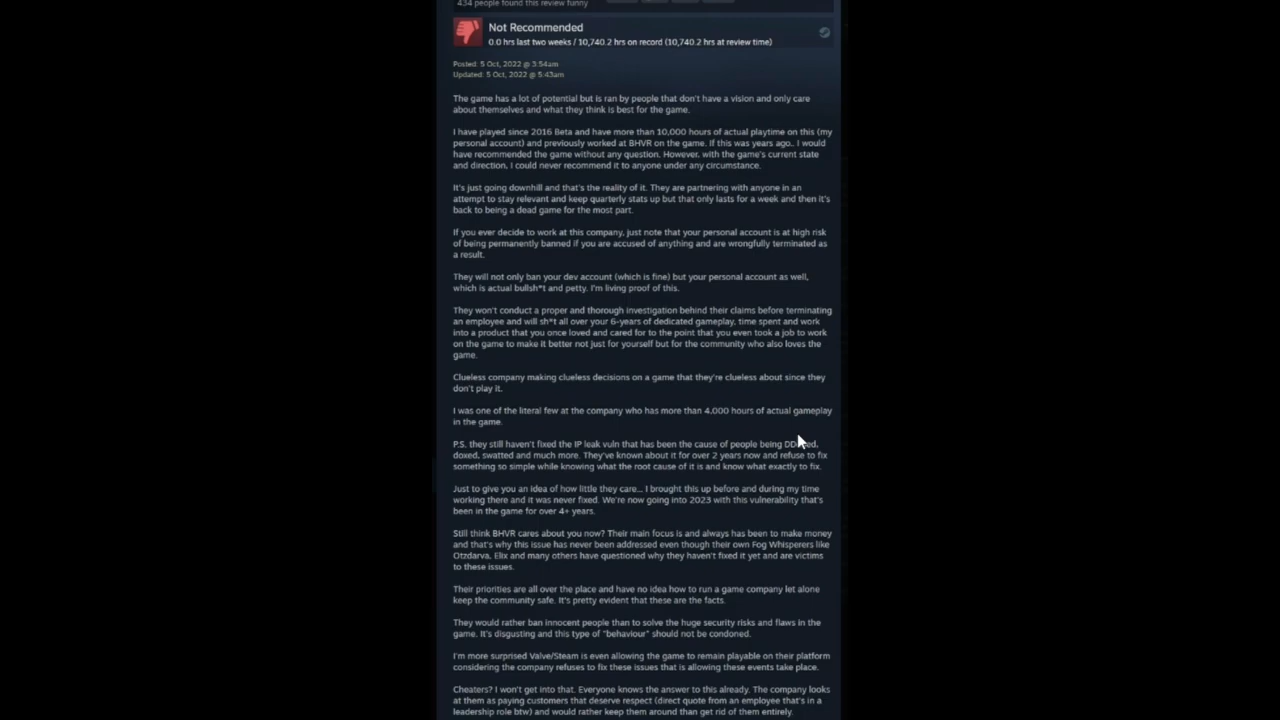 434 people found this review funny
Not Recommended
0.0 hrs last two weeks / 10,740.2 hrs on record (10,740.2 hrs at review time)
Posted: 5 Oct, 2022 @ 3:54am
Updated: 5 Oct, 2022 @ 5:43am
The game has a lot of potential but is ran by people that don't have a vision and only care
about themselves and what they think is best for the game.
I have played since 2016 Beta and have more than 10,000 hours of actual playtime on this (my
personal account) and previously worked at BHVR on the game. If this was years ago.. I would
have recommended the game without any question. However, with the game's current state
and direction, I could never recommend it to anyone under any circumstance.
It's just going downhill and that's the reality of it. They are partnering with anyone in an
attempt to stay relevant and keep quarterly stats up but that only lasts for a week and then it's
back to being a dead game for the most part.
If you ever decide to work at this company, just note that your personal account is at high risk
of being permanently banned if you are accused of anything and are wrongfully terminated as
a result.
They will not only ban your dev account (which is fine) but your personal account as well,
which is actual bullsh*t and petty. I'm living proof of this.
They won't conduct a proper and thorough investigation behind their claims before terminating
an employee and will sh*t all over your 6-years of dedicated gameplay, time spent and work
into a product that you once loved and cared for to the point that you even took a job to work
on the game to make it better not just for yourself but for the community who also loves the
game.
Clueless company making clueless decisions on a game that they're clueless about since they
don't play it.
I was one of the literal few at the company who has more than 4,000 hours of actual gameplay
in the game.
P.S. they still haven't fixed the IP leak vuln that has been the cause of people being
doxed, swatted and much more. They've known about it for over 2 years now and refuse to fix
something so simple while knowing what the root cause of it is and know what exactly to fix.
Just to give you an idea of how little they care... I brought this up before and during my time
working there and it was never fixed. We're now going into 2023 with this vulnerability that's
been in the game for over 4+ years.
Still think BHVR cares about you now? Their main focus is and always has been to make money
and that's why this issue has never been addressed even though their own Fog Whisperers like
Otzdarva, Elix and many others have questioned why they haven't fixed it yet and are victims
to these issues.
Their priorities are all over the place and have no idea how to run a game company let alone
keep the community safe. It's pretty evident that these are the facts.
They would rather ban innocent people than to solve the huge security risks and flaws in the
game. It's disgusting and this type of "behaviour" should not be condoned.
I'm more surprised Valve/Steam is even allowing the game to remain playable on their platform
considering the company refuses to fix these issues that is allowing these events take place.
Cheaters? I won't get into that. Everyone knows the answer to this already. The company looks
at them as paying customers that deserve respect (direct quote from an employee that's in a
leadership role btw) and would rather keep them around than get rid of them entirely.